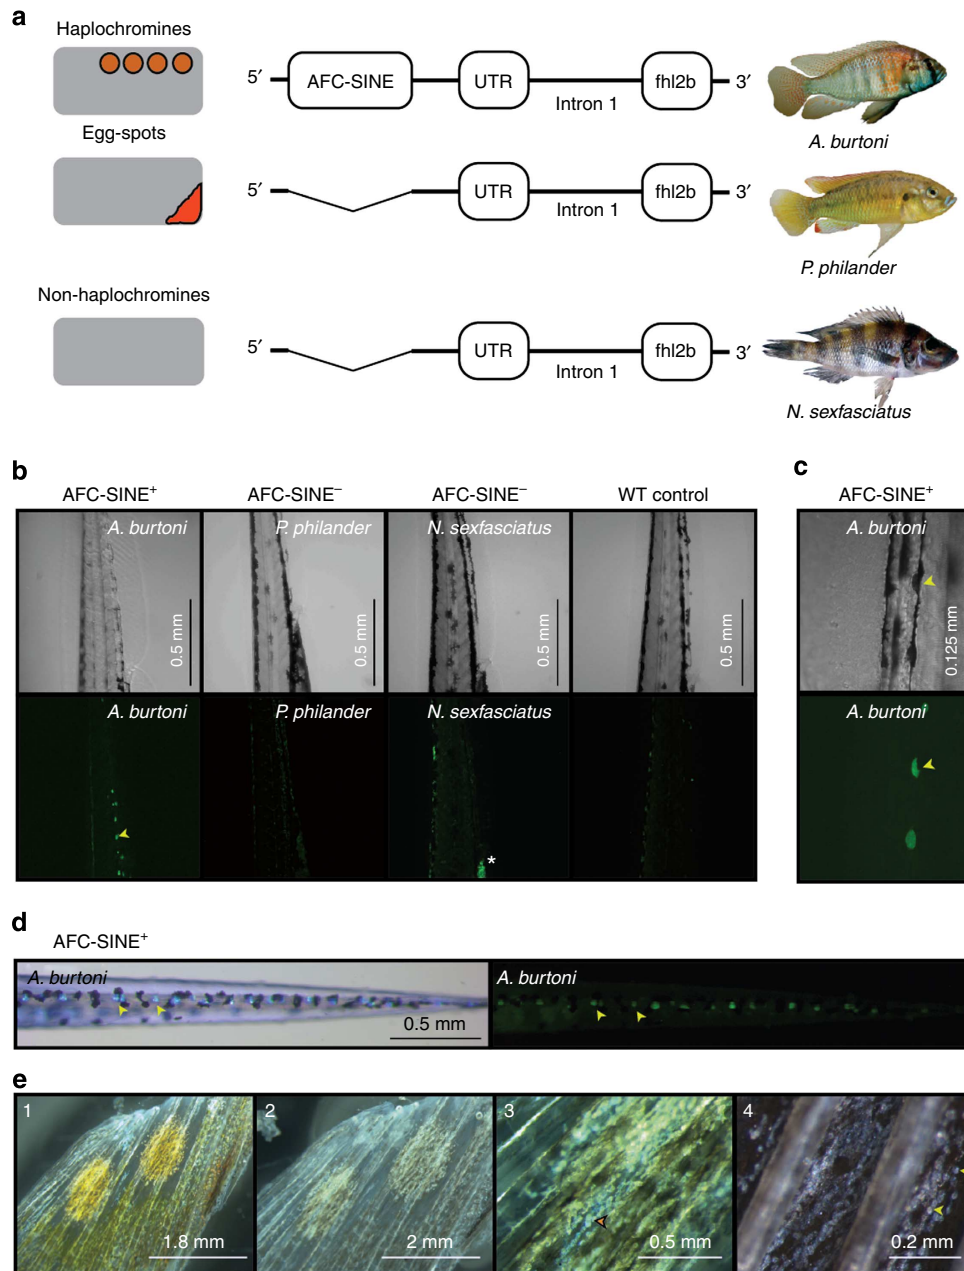 a
Haplochromines
5′ AFC-SINE UTR Intron 1 fhl2b 3′
A. burtoni
Egg-spots
5′ UTR Intron 1 fhl2b 3′
P. philander
Non-haplochromines
5′ UTR Intron 1 fhl2b 3′
N. sexfasciatus
b
AFC-SINE+ AFC-SINE– AFC-SINE– WT control
A. burtoni P. philander N. sexfasciatus
0.5 mm 0.5 mm 0.5 mm 0.5 mm
A. burtoni P. philander N. sexfasciatus
*
c
AFC-SINE+
A. burtoni
0.125 mm
A. burtoni
d
AFC-SINE+
A. burtoni A. burtoni
0.5 mm
e
1 2 3 4
1.8 mm 2 mm 0.5 mm 0.2 mm